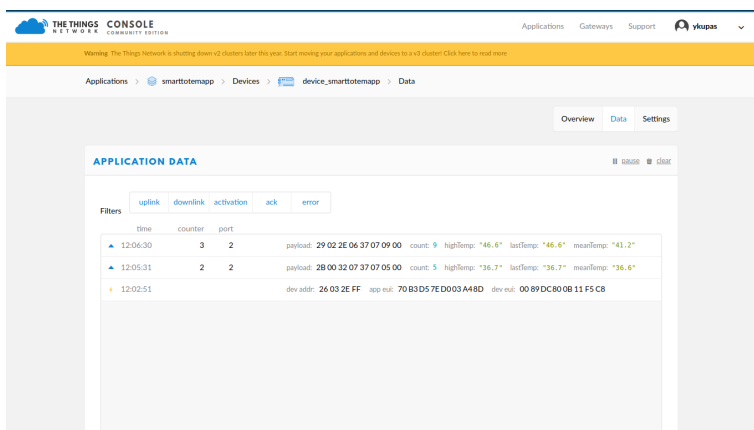 THE THINGS NETWORK CONSOLE COMMUNITY EDITION Applications Gateways Support ykupas
Warning The Things Network is shutting down v2 clusters later this year. Start moving your applications and devices to a v3 cluster! Click here to read more
Applications > smarttotemapp > Devices > device_smarttotemapp > Data
Overview Data Settings
APPLICATION DATA pause clear
Filters uplink downlink activation ack error
time counter port
12:06:30 3 2 payload: 29 02 2E 06 37 07 09 00 count: 9 highTemp: "46.6" lastTemp: "46.6" meanTemp: "41.2"
12:05:31 2 2 payload: 2B 00 32 07 37 07 05 00 count: 5 highTemp: "36.7" lastTemp: "36.7" meanTemp: "36.6"
12:02:51 dev addr: 26 03 2E FF app eui: 70 B3 D5 7E D0 03 A4 8D dev eui: 00 89 DC 80 0B 11 F5 C8